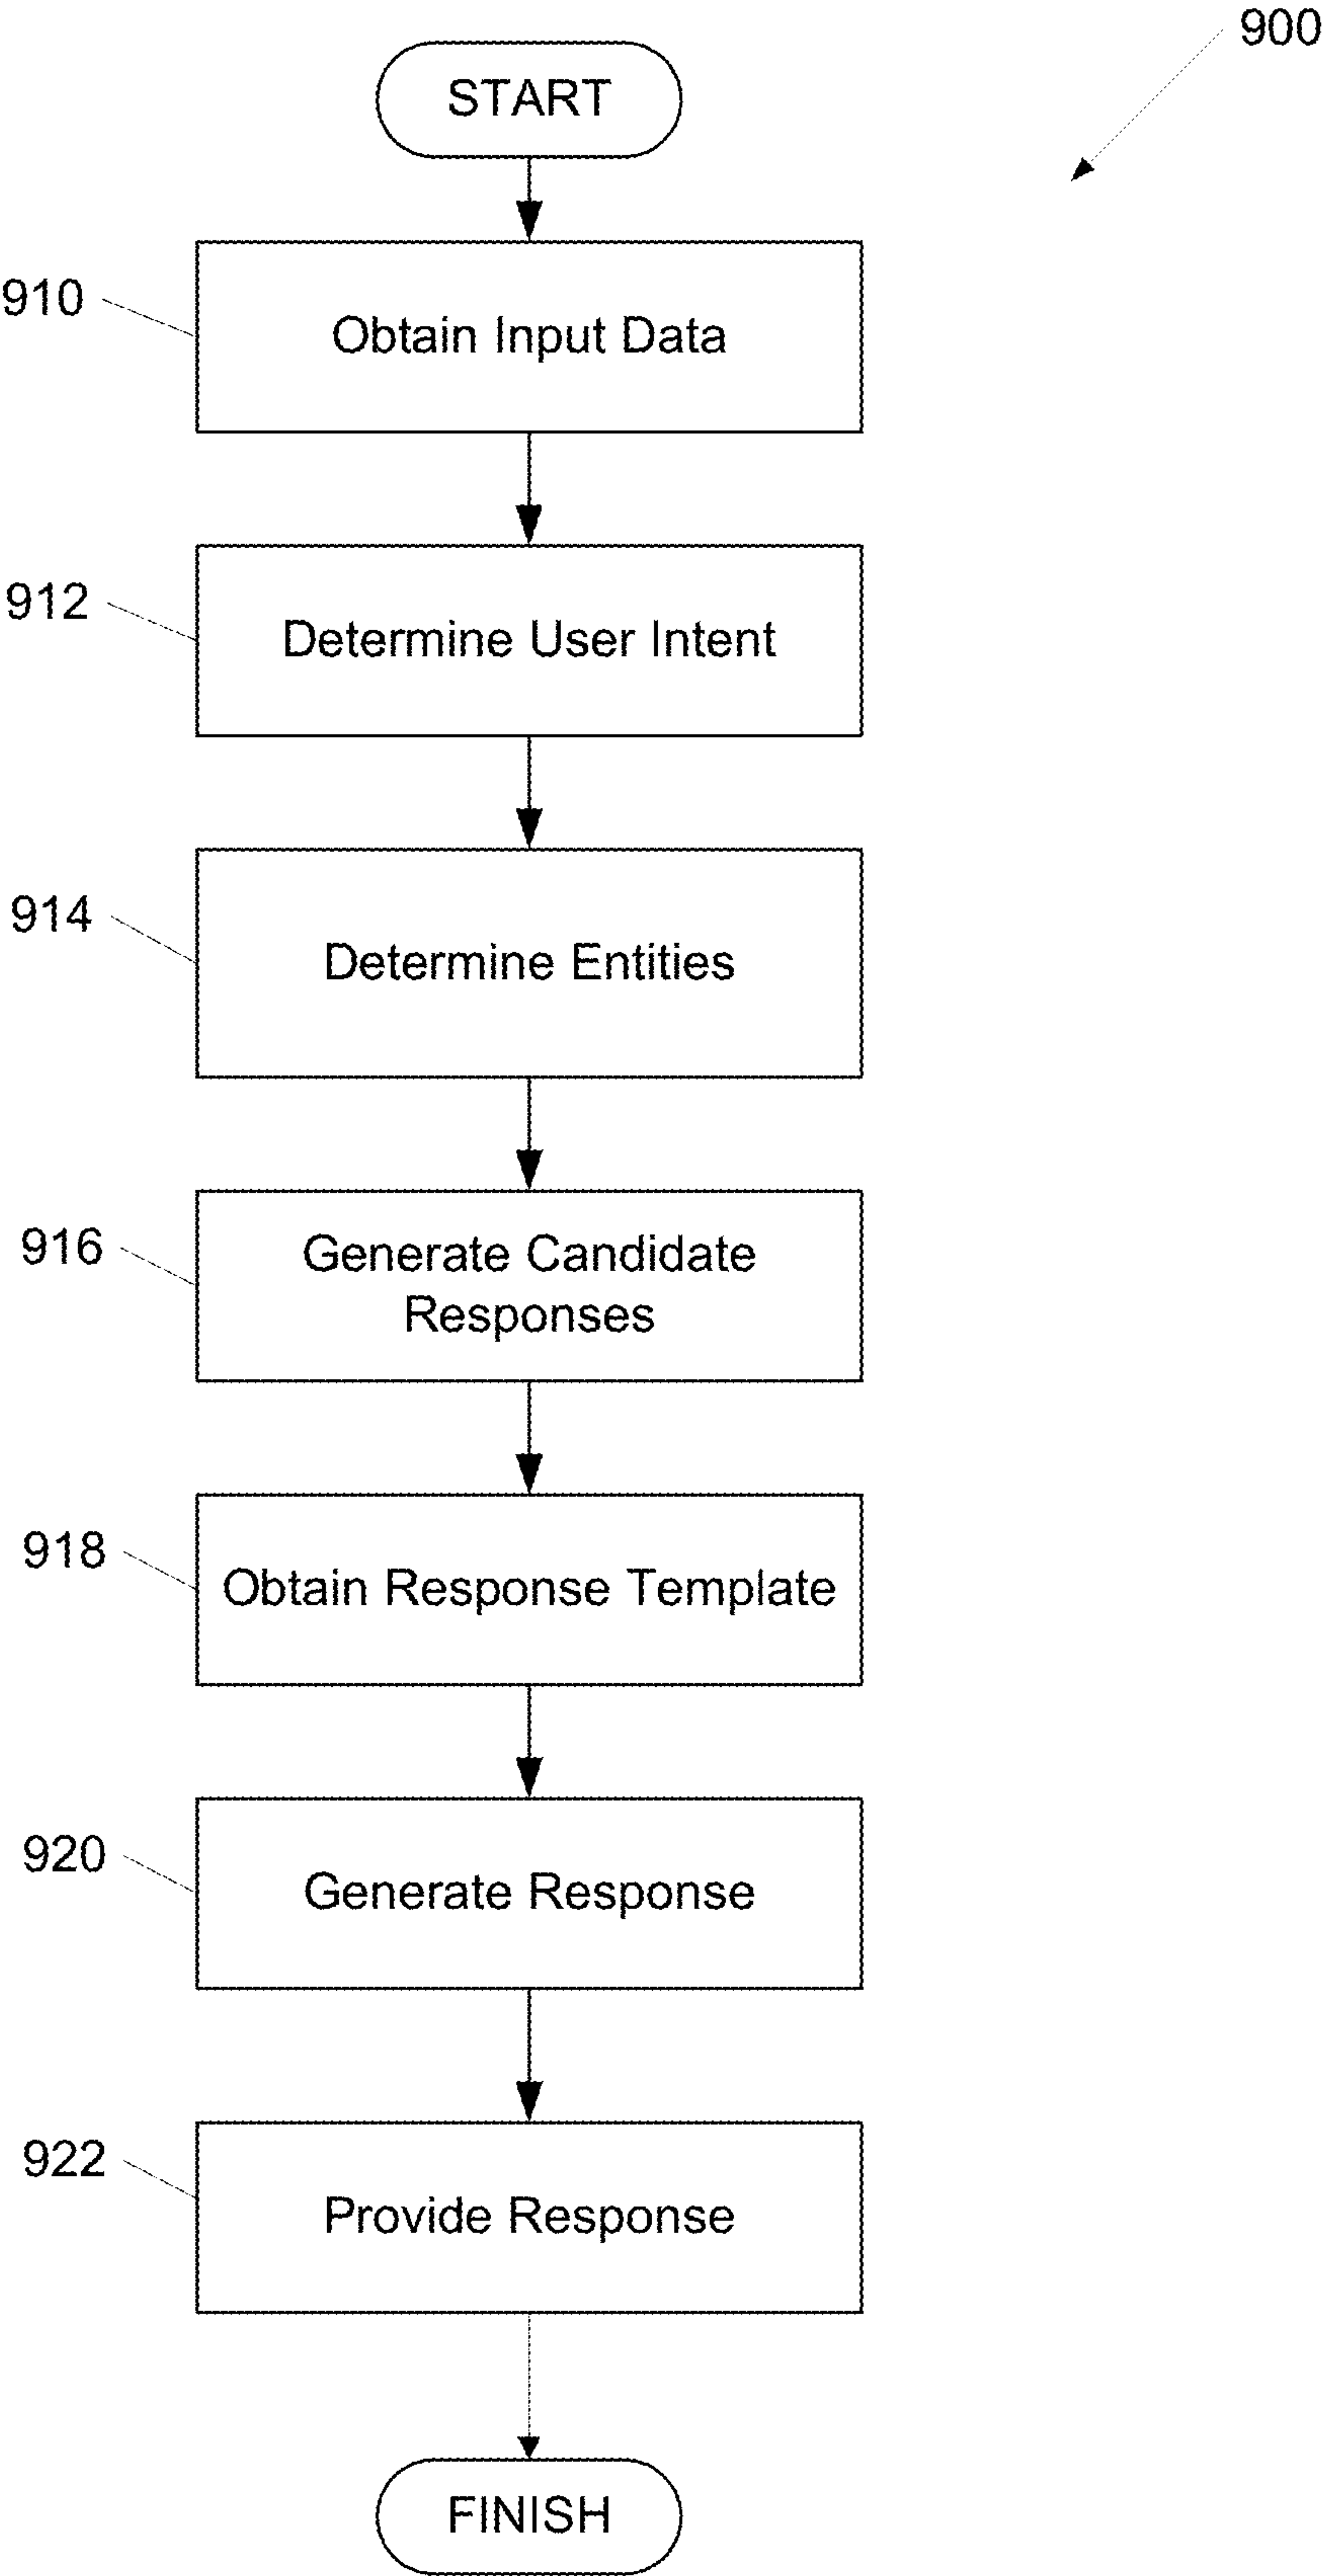 900
START
910
Obtain Input Data
912
Determine User Intent
914
Determine Entities
916
Generate Candidate
Responses
918
Obtain Response Template
920
Generate Response
922
Provide Response
FINISH